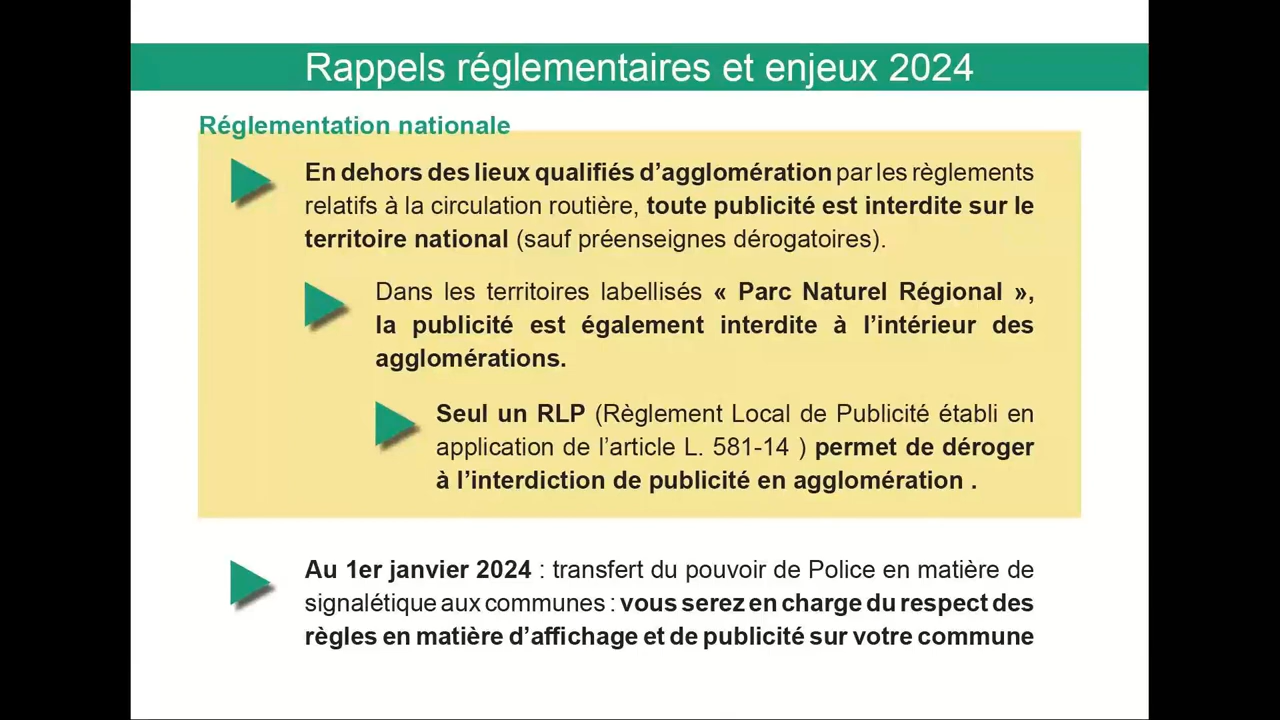 Rappels réglementaires et enjeux 2024
Réglementation nationale
En dehors des lieux qualifiés d’agglomération par les règlements
relatifs à la circulation routière, toute publicité est interdite sur le
territoire national (sauf préenseignes dérogatoires).
Dans les territoires labellisés « Parc Naturel Régional »,
la publicité est également interdite à l’intérieur des
agglomérations.
Seul un RLP (Règlement Local de Publicité établi en
application de l’article L. 581-14 ) permet de déroger
à l’interdiction de publicité en agglomération .
Au 1er janvier 2024 : transfert du pouvoir de Police en matière de
signalétique aux communes : vous serez en charge du respect des
règles en matière d’affichage et de publicité sur votre commune